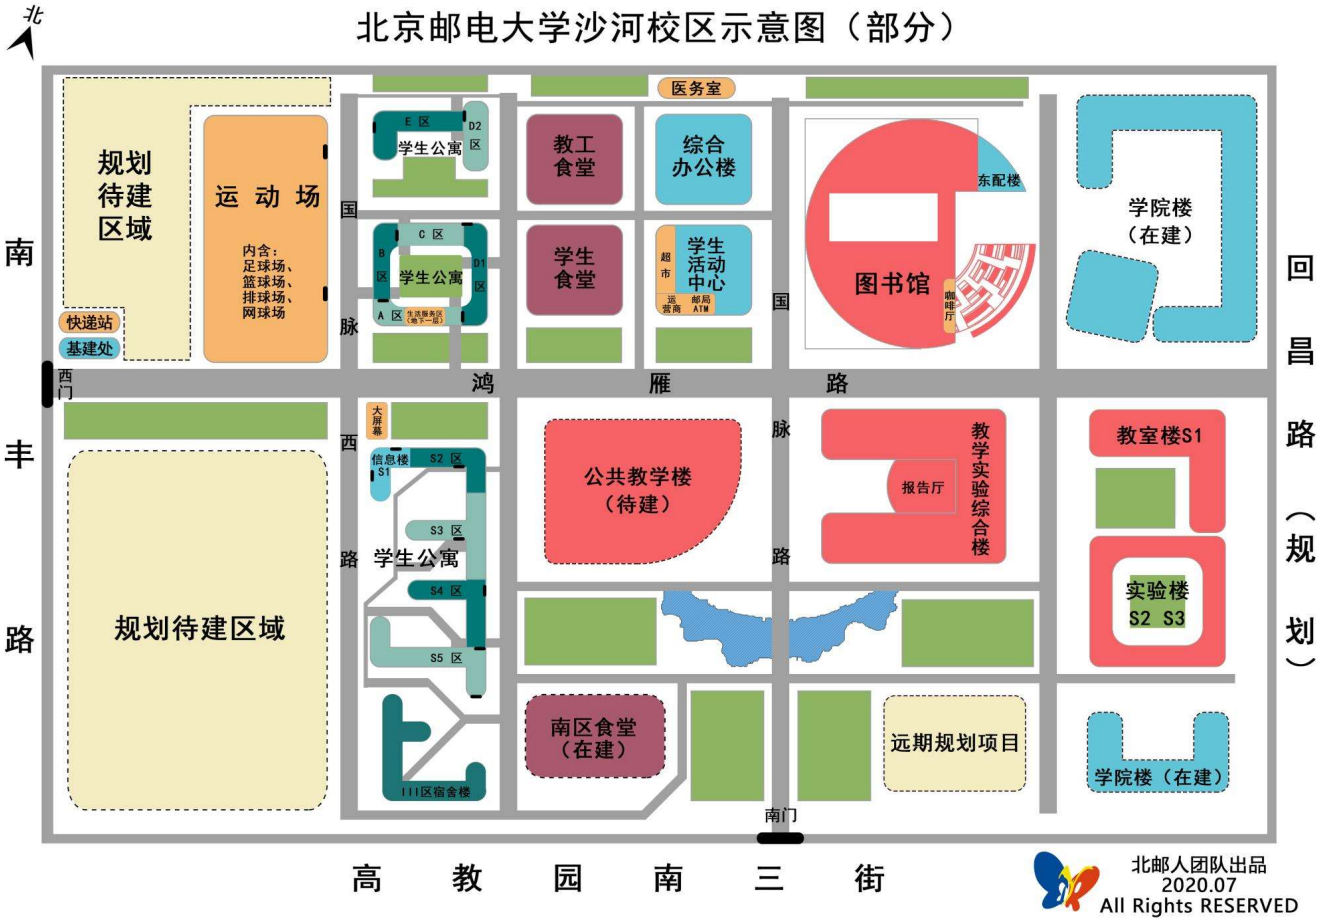 北
北京邮电大学沙河校区示意图（部分）
医务室
规划
待建
区域
运动场
内含：
足球场、
篮球场、
排球场、
网球场
快递站
基建处
西门
E 区
D2区
学生公寓
C 区
B区
D1区
学生公寓
A 区
生活服务区
（地下一层）
教工
食堂
综合
办公楼
学生
食堂
超市
学生
活动
中心
运营商
邮局
ATM
东配楼
图书馆
咖啡厅
学院楼
（在建）
国脉西路
国脉路
鸿雁路
南丰路
回昌路（规划）
大屏幕
信息楼
S1
S2 区
S3 区
学生公寓
S4 区
S5 区
III区宿舍楼
规划待建区域
公共教学楼
（待建）
教学实验综合楼
报告厅
教室楼S1
实验楼
S2 S3
南区食堂
（在建）
远期规划项目
学院楼（在建）
南门
高教园南三街
北邮人团队出品
2020.07
All Rights RESERVED